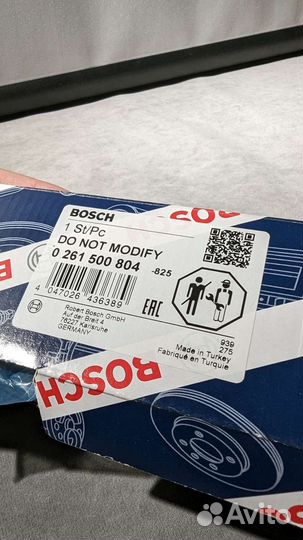 BOSCH
1 St/Pc
DO NOT MODIFY
0 261 500 804 -825
4 047026 436389
EAC
Robert Bosch GmbH
Auf der Breit 4
76227 Karlsruhe
GERMANY
939
275
Made in Turkey
Fabriqué en Turquie
BOSCH
BOSCH
Avito